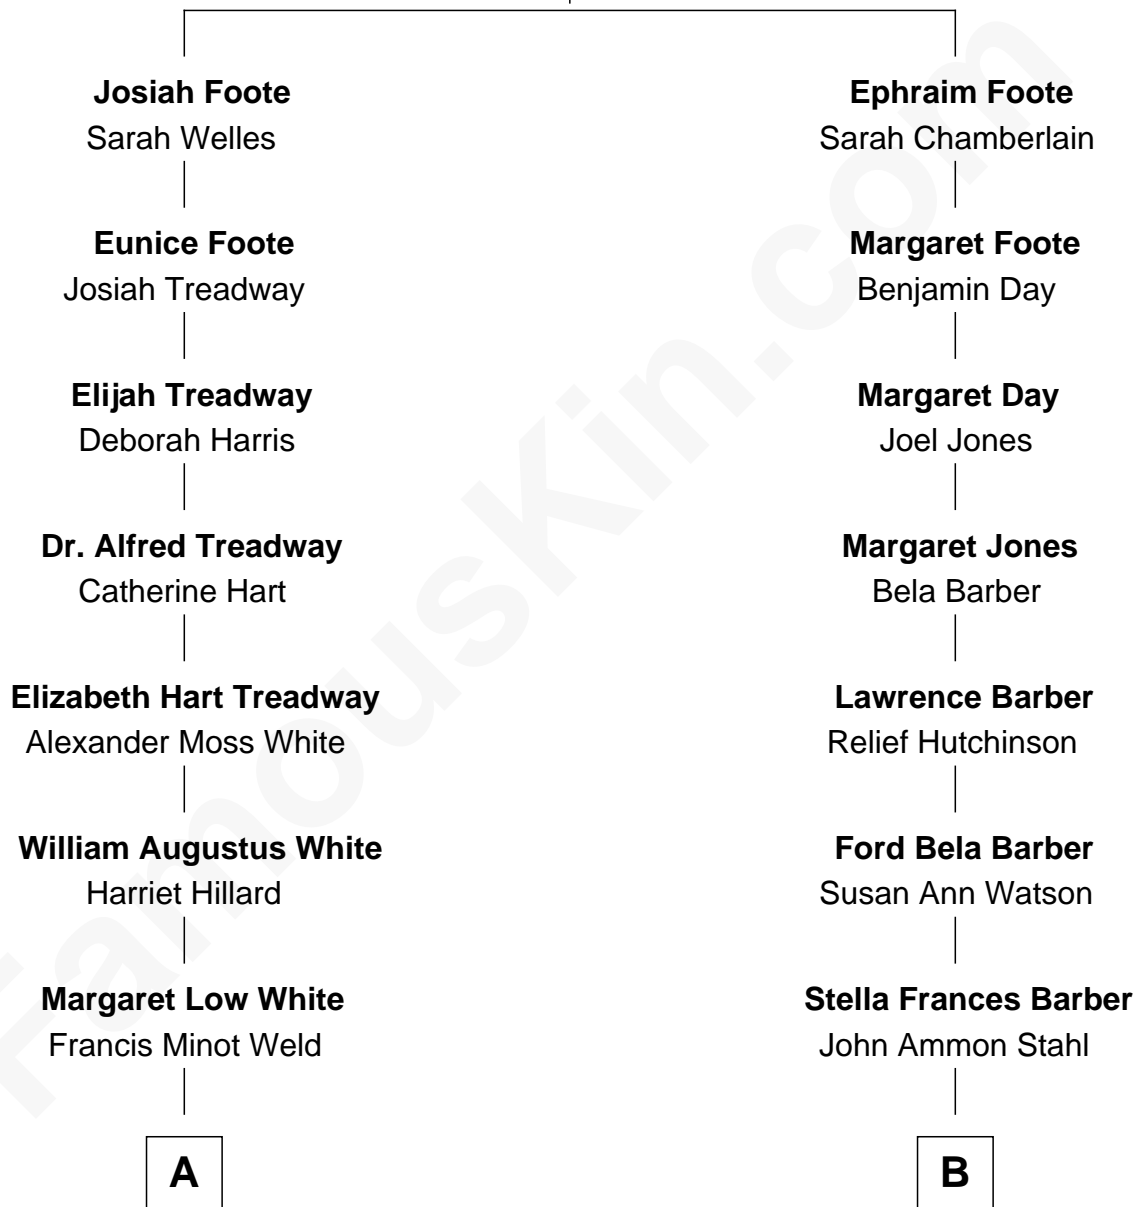 Josiah Foote
Sarah Welles
Eunice Foote
Josiah Treadway
Elijah Treadway
Deborah Harris
Dr. Alfred Treadway
Catherine Hart
Elizabeth Hart Treadway
Alexander Moss White
William Augustus White
Harriet Hillard
Margaret Low White
Francis Minot Weld
A
Ephraim Foote
Sarah Chamberlain
Margaret Foote
Benjamin Day
Margaret Day
Joel Jones
Margaret Jones
Bela Barber
Lawrence Barber
Relief Hutchinson
Ford Bela Barber
Susan Ann Watson
Stella Frances Barber
John Ammon Stahl
B
FamousKin.com